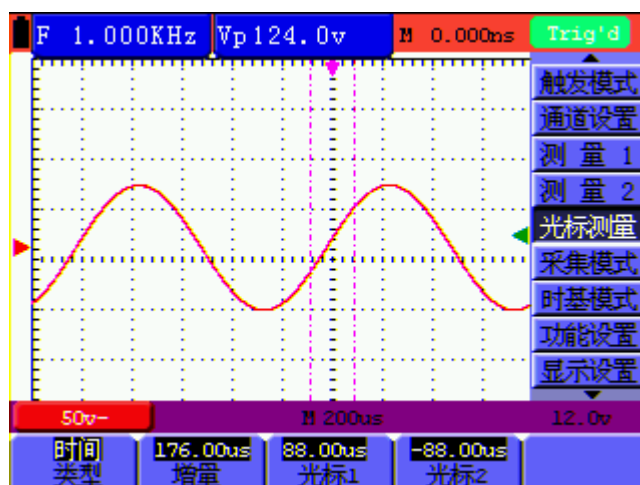 F 1.000KHz Vp124.0v M 0.000ns Trig'd
触发模式
通道设置
测 量 1
测 量 2
光标测量
采集模式
时基模式
功能设置
显示设置
50v~ M 200us 12.0v
时间 176.00us 88.00us -88.00us
类型 增量 光标1 光标2